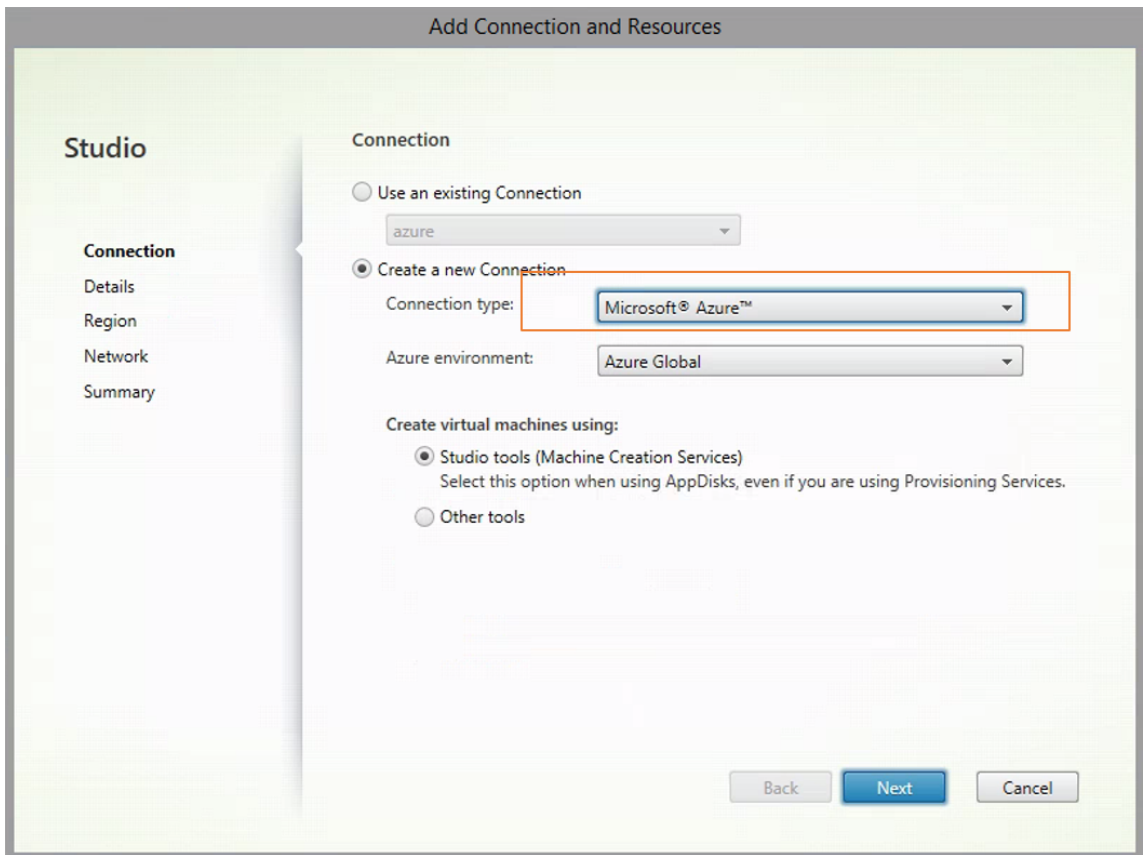 Add Connection and Resources
Studio
Connection
Details
Region
Network
Summary
Connection
Use an existing Connection
azure
Create a new Connection
Connection type:
Microsoft® Azure™
Azure environment:
Azure Global
Create virtual machines using:
Studio tools (Machine Creation Services)
Select this option when using AppDisks, even if you are using Provisioning Services.
Other tools
Back
Next
Cancel